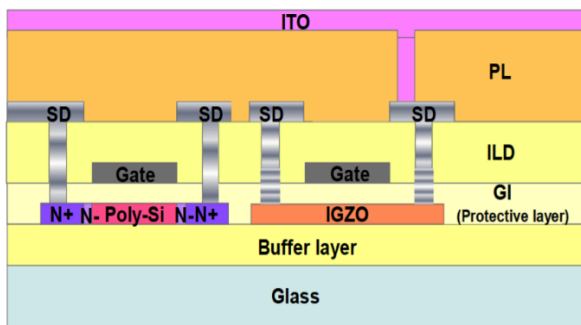 ITO
PL
SD SD SD SD
ILD
Gate Gate
GI
(Protective layer)
N+ N- Poly-Si N-N+ IGZO
Buffer layer
Glass